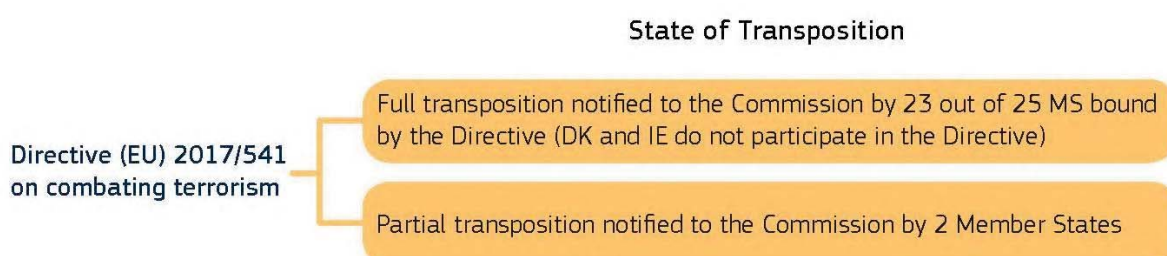 State of Transposition
Full transposition notified to the Commission by 23 out of 25 MS bound
by the Directive (DK and IE do not participate in the Directive)
Directive (EU) 2017/541
on combating terrorism
Partial transposition notified to the Commission by 2 Member States